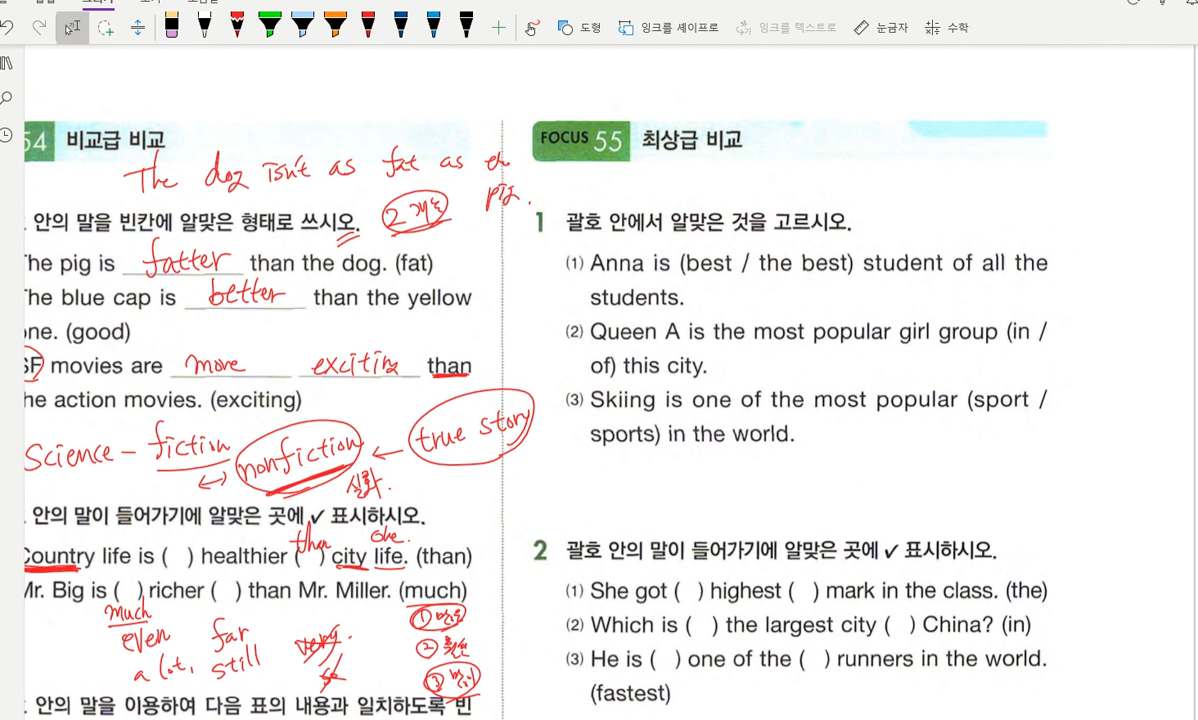 도형
잉크를 셰이프로
잉크를 텍스트로
눈금자
수학
54 비교급 비교
The dog isn't as fat as the pig.
안의 말을 빈칸에 알맞은 형태로 쓰시오.
he pig is fatter than the dog. (fat)
he blue cap is better than the yellow
one. (good)
SF movies are more exciting than
he action movies. (exciting)
Science - fiction ↔ nonfiction ← true story
실화.
안의 말이 들어가기에 알맞은 곳에 ✓ 표시하시오.
than
Country life is ( ) healthier ( ) city life. (than)
Mr. Big is ( ) richer ( ) than Mr. Miller. (much)
much
even far very.
a lot, still
① ② ③
안의 말을 이용하여 다음 표의 내용과 일치하도록 빈
FOCUS 55 최상급 비교
1 괄호 안에서 알맞은 것을 고르시오.
(1) Anna is (best / the best) student of all the
students.
(2) Queen A is the most popular girl group (in /
of) this city.
(3) Skiing is one of the most popular (sport /
sports) in the world.
2 괄호 안의 말이 들어가기에 알맞은 곳에 ✓ 표시하시오.
(1) She got ( ) highest ( ) mark in the class. (the)
(2) Which is ( ) the largest city ( ) China? (in)
(3) He is ( ) one of the ( ) runners in the world.
(fastest)